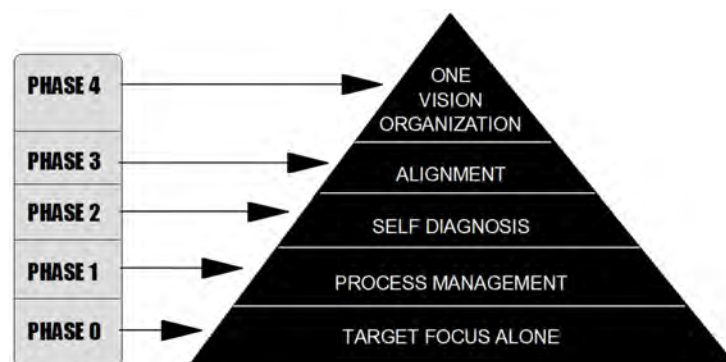 PHASE 4
ONE
VISION
ORGANIZATION
PHASE 3
ALIGNMENT
PHASE 2
SELF DIAGNOSIS
PHASE 1
PROCESS MANAGEMENT
PHASE 0
TARGET FOCUS ALONE